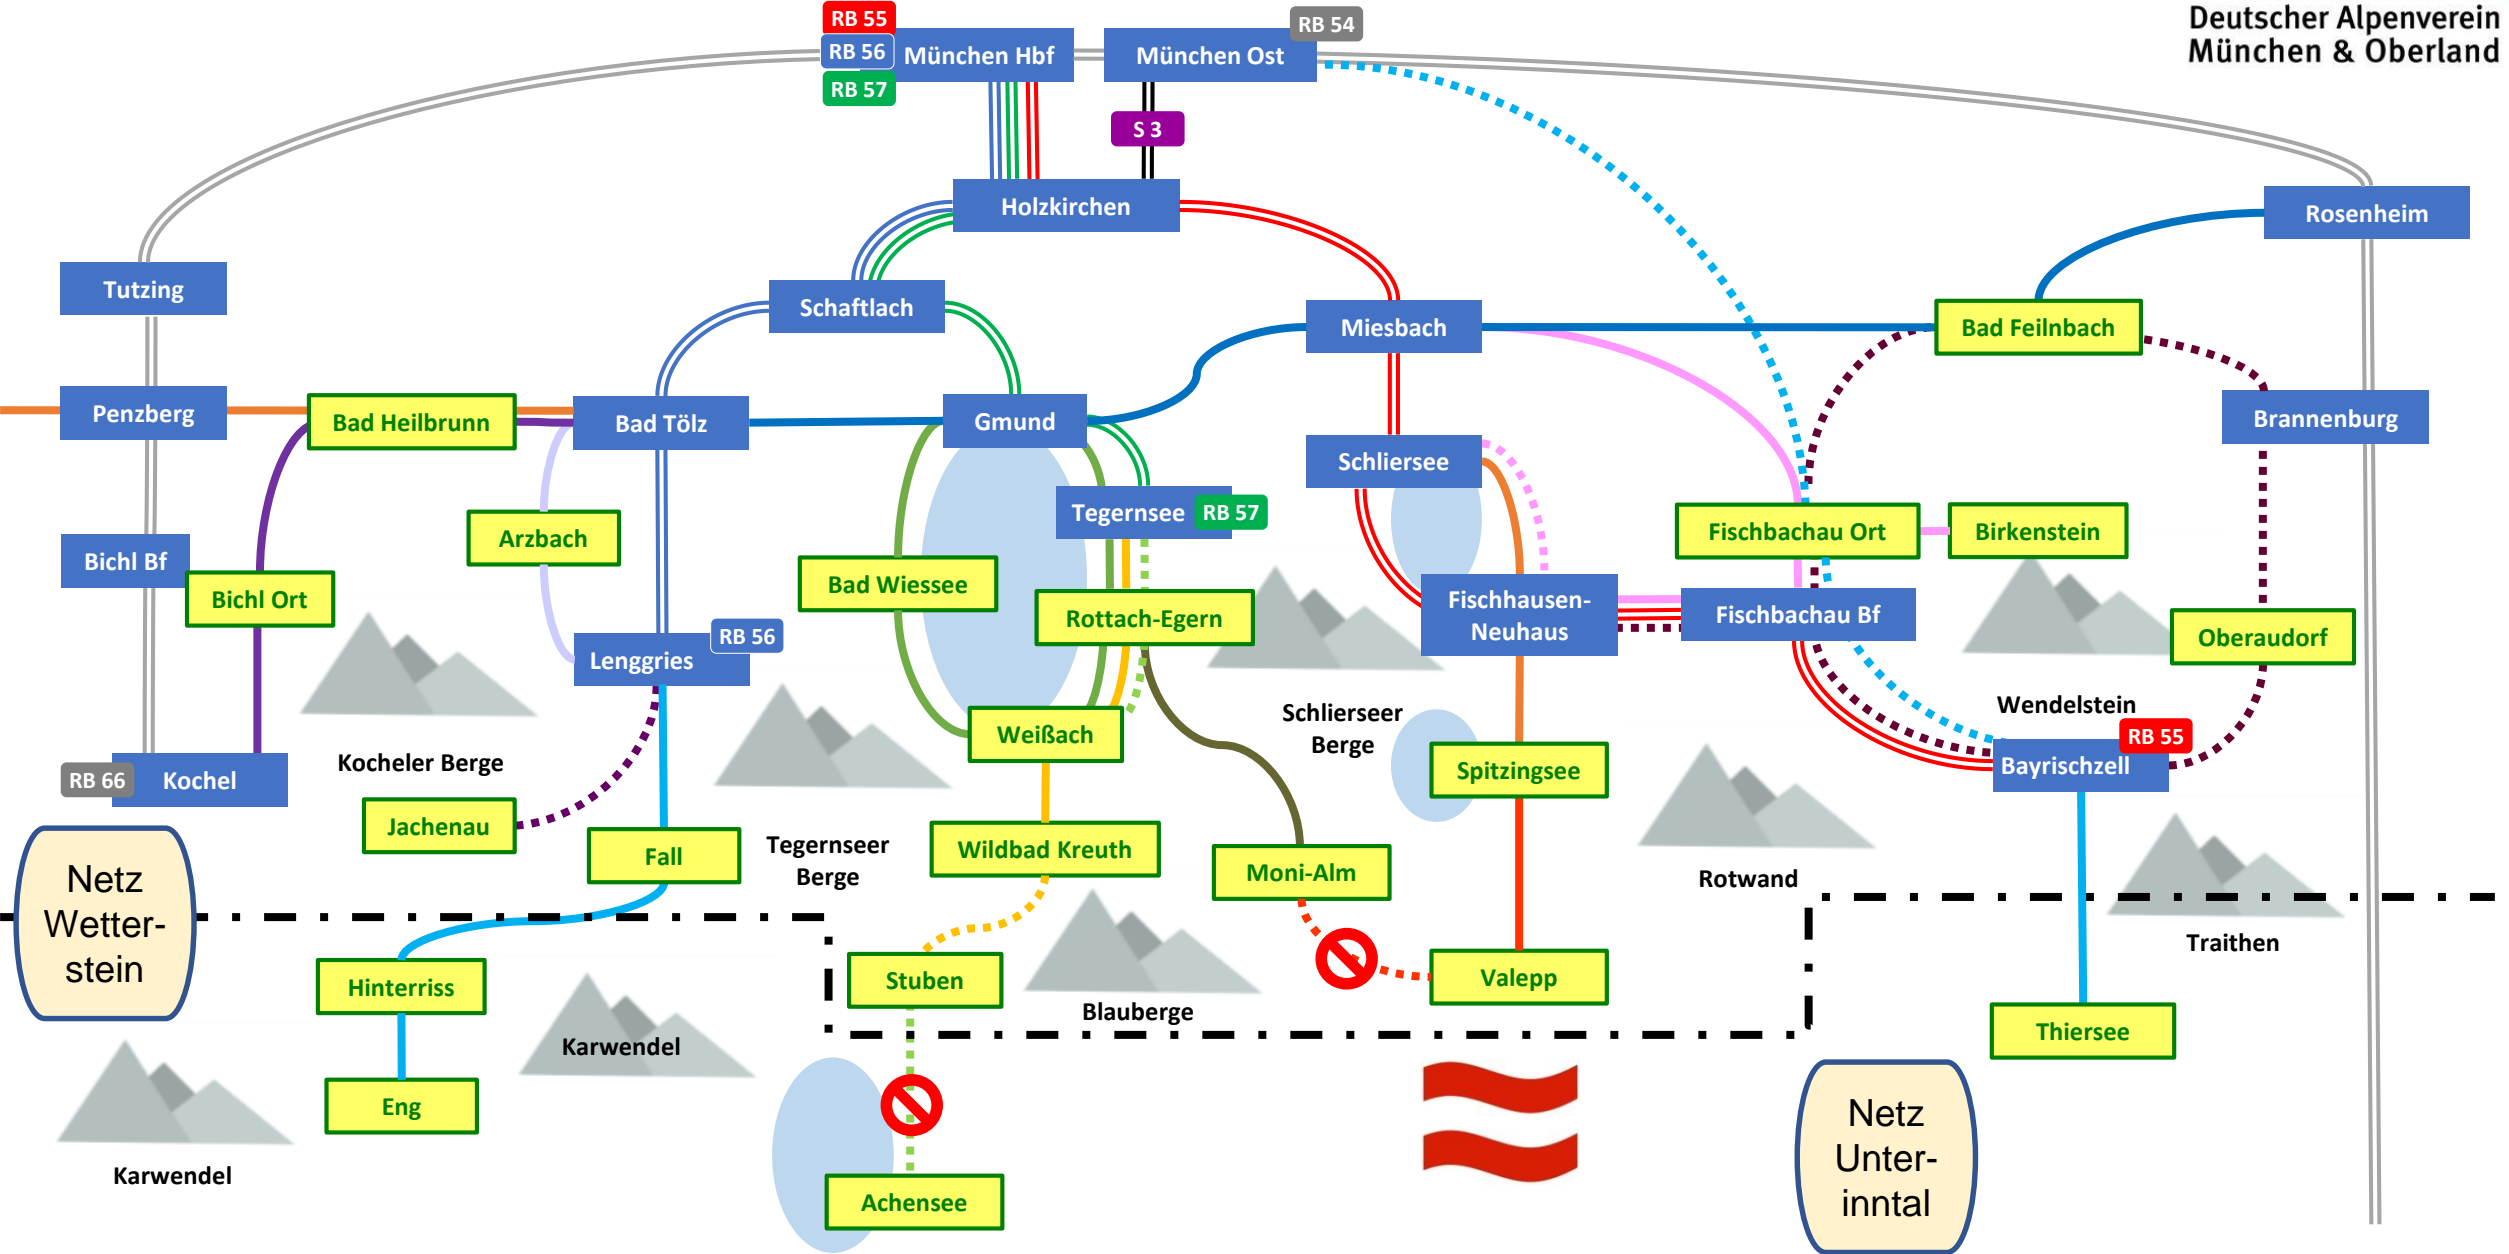 Deutscher Alpenverein
München & Oberland
RB 55
RB 56
RB 57
München Hbf
München Ost
RB 54
S 3
Holzkirchen
Rosenheim
Tutzing
Schaftlach
Miesbach
Bad Feilnbach
Penzberg
Bad Heilbrunn
Bad Tölz
Gmund
Brannenburg
Schliersee
Tegernsee
RB 57
Arzbach
Fischbachau Ort
Birkenstein
Bichl Bf
Bichl Ort
Bad Wiessee
Rottach-Egern
Fischhausen-
Neuhaus
Fischbachau Bf
Oberaudorf
Lenggries
RB 56
Weißach
Schlierseer
Berge
Wendelstein
RB 55
Bayrischzell
Kocheler Berge
RB 66
Kochel
Spitzingsee
Jachenau
Fall
Tegernseer
Berge
Wildbad Kreuth
Moni-Alm
Rotwand
Netz
Wetter-
stein
Hinterriss
Stuben
Valepp
Traithen
Blauberge
Karwendel
Thiersee
Eng
Karwendel
Achensee
Netz
Unter-
inntal